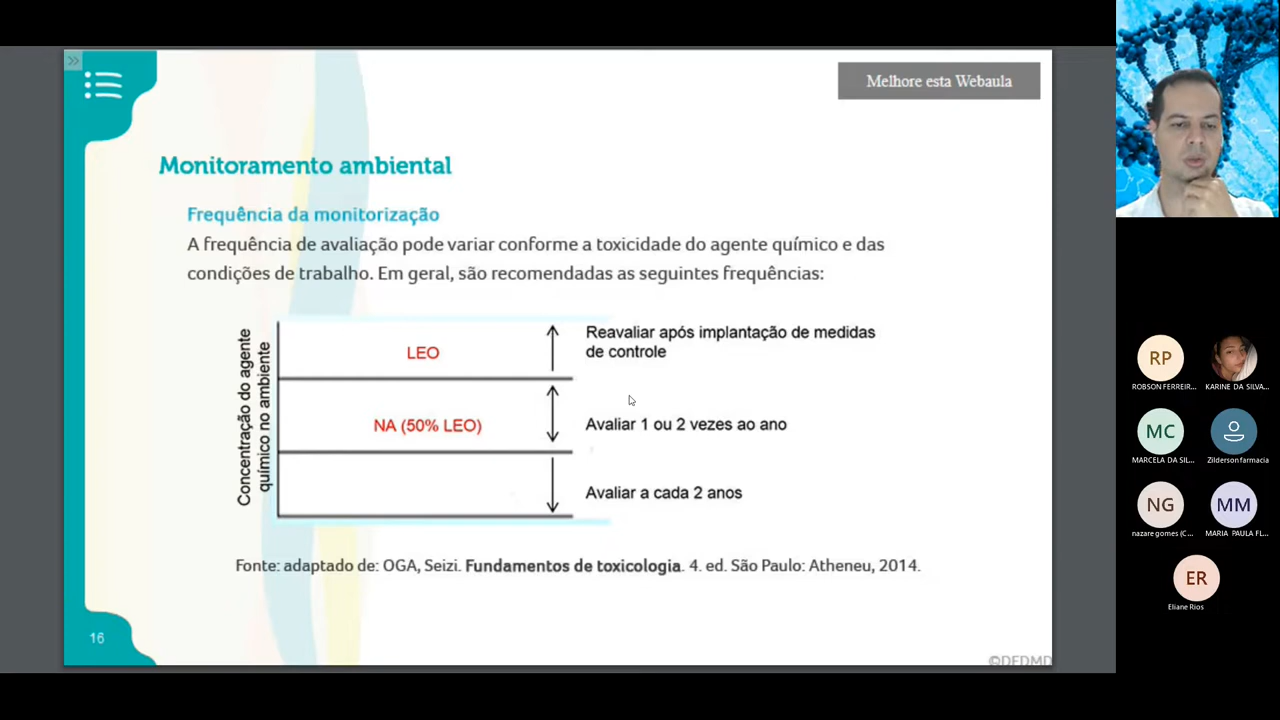 Melhore esta Webaula
Monitoramento ambiental
Frequência da monitorização
A frequência de avaliação pode variar conforme a toxicidade do agente químico e das
condições de trabalho. Em geral, são recomendadas as seguintes frequências:
Concentração do agente
químico no ambiente
LEO
Reavaliar após implantação de medidas
de controle
NA (50% LEO)
Avaliar 1 ou 2 vezes ao ano
Avaliar a cada 2 anos
Fonte: adaptado de: OGA, Seizi. Fundamentos de toxicologia. 4. ed. São Paulo: Atheneu, 2014.
16
©DFDMD
RP
ROBSON FERREIR...
KARINE DA SILVA...
MC
MARCELA DA SIL...
Zilderson farmacia
NG
nazare gomes (C...
MM
MARIA PAULA FL...
ER
Eliane Rios